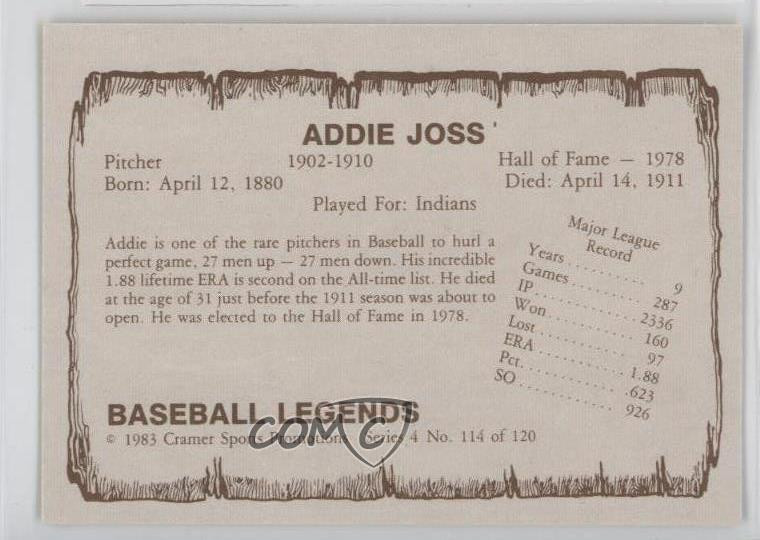 ADDIE JOSS
Pitcher 1902-1910 Hall of Fame — 1978
Born: April 12, 1880 Died: April 14, 1911
Played For: Indians
Addie is one of the rare pitchers in Baseball to hurl a
perfect game, 27 men up — 27 men down. His incredible
1.88 lifetime ERA is second on the All-time list. He died
at the age of 31 just before the 1911 season was about to
open. He was elected to the Hall of Fame in 1978.
Major League
Record
Years . . . . . . . . . 9
Games . . . . . . . . . 287
IP . . . . . . . . . . . 2336
Won . . . . . . . . . . 160
Lost . . . . . . . . . . 97
ERA . . . . . . . . . . 1.88
Pct. . . . . . . . . . . .623
SO . . . . . . . . . . . 926
BASEBALL LEGENDS
© 1983 Cramer Sports Promotions Series 4 No. 114 of 120
COMC